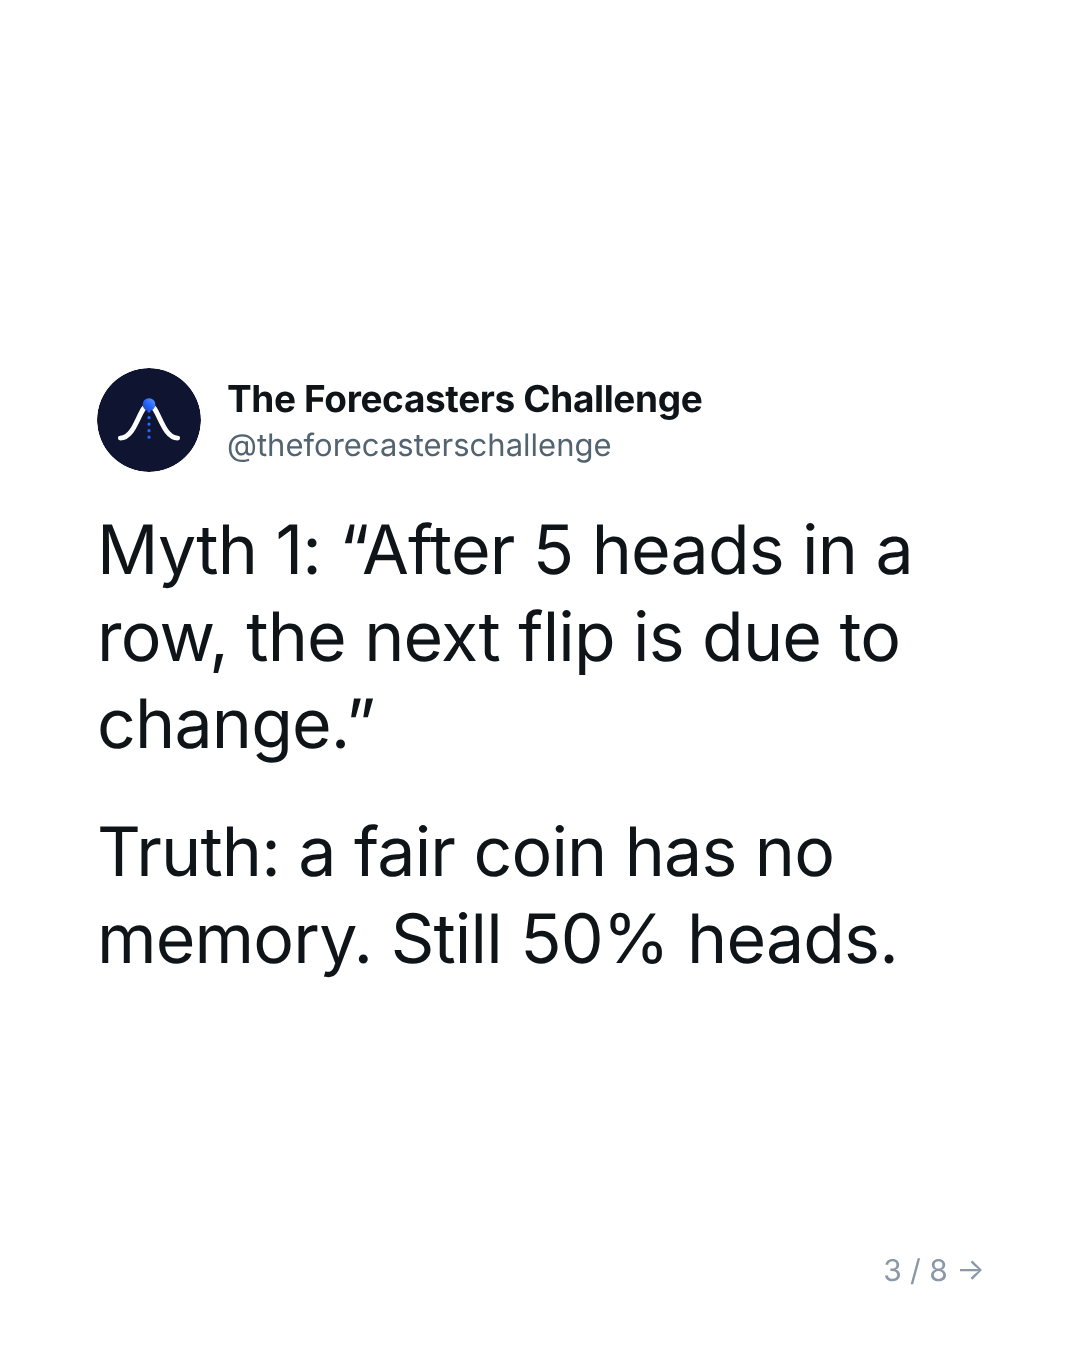 The Forecasters Challenge
@theforecasterschallenge
Myth 1: “After 5 heads in a
row, the next flip is due to
change.”
Truth: a fair coin has no
memory. Still 50% heads.
3 / 8 →